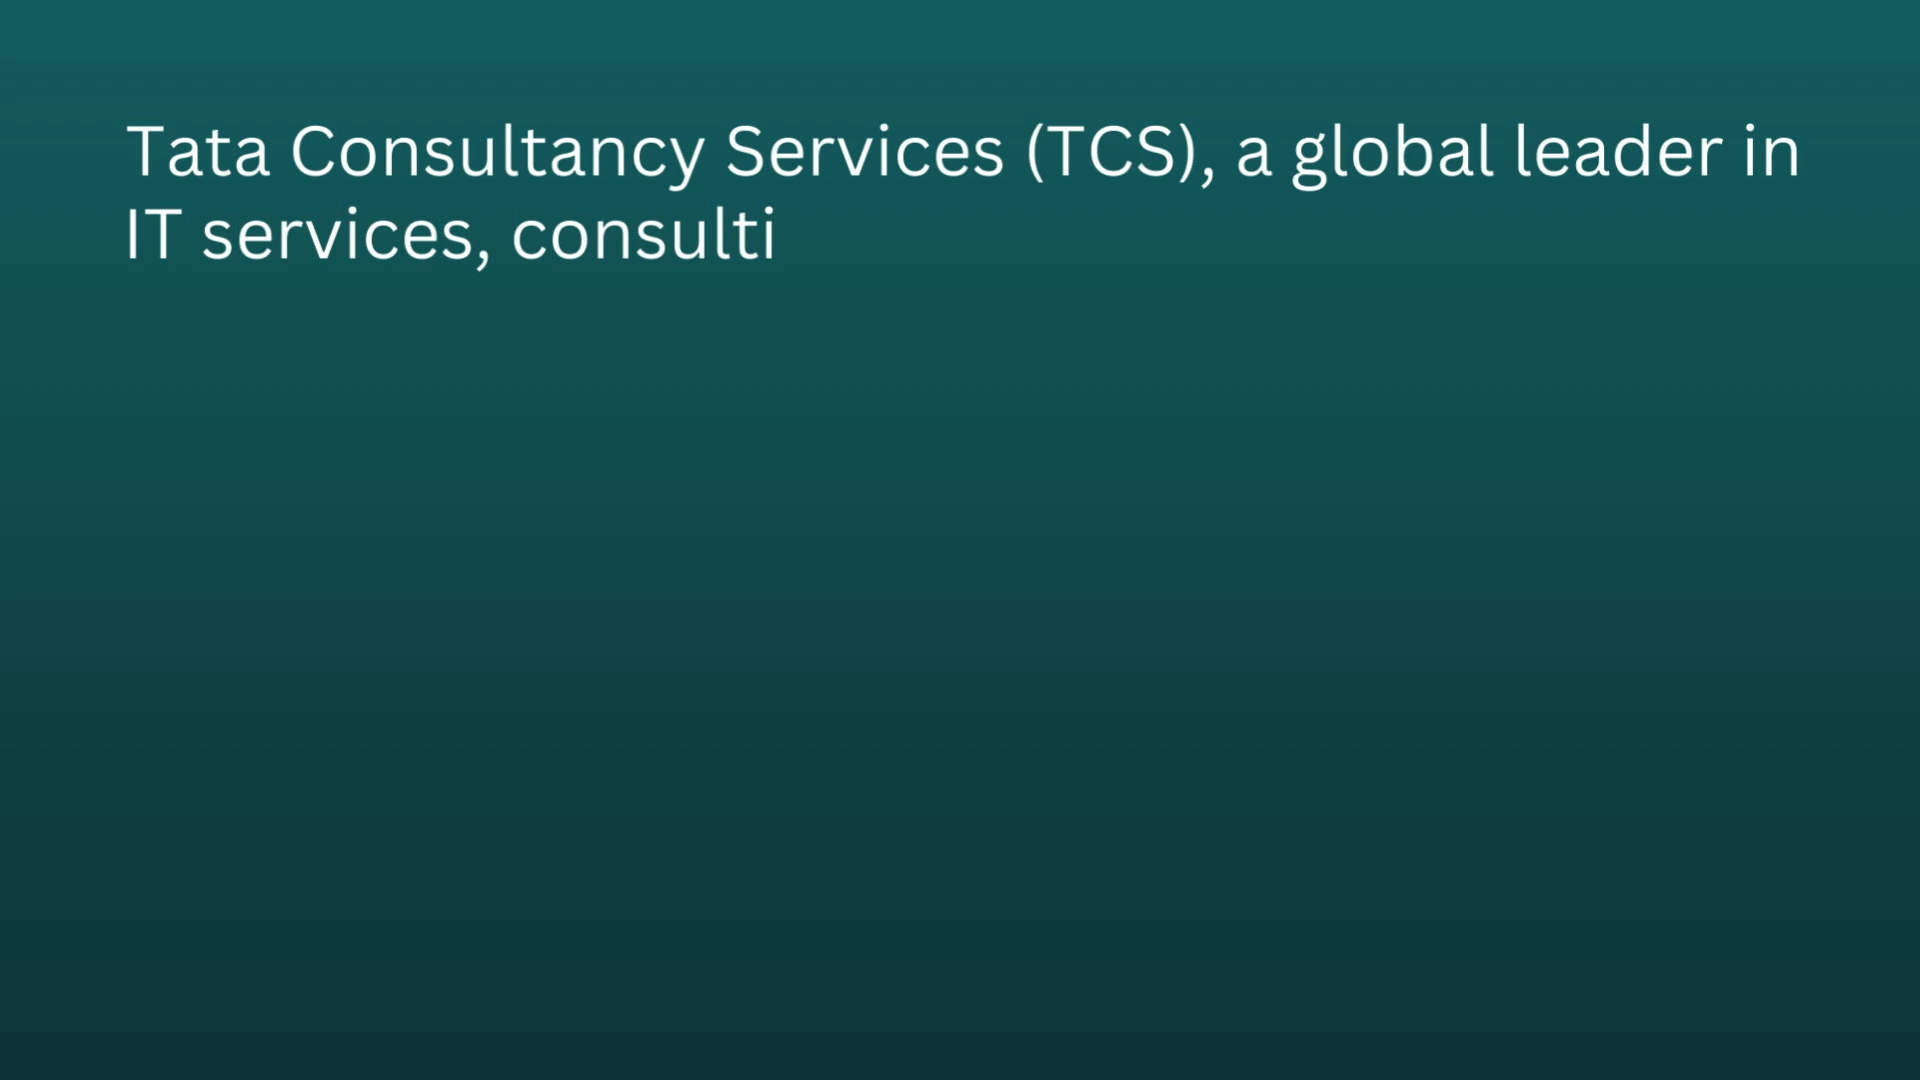 Tata Consultancy Services (TCS), a global leader in
IT services, consulti